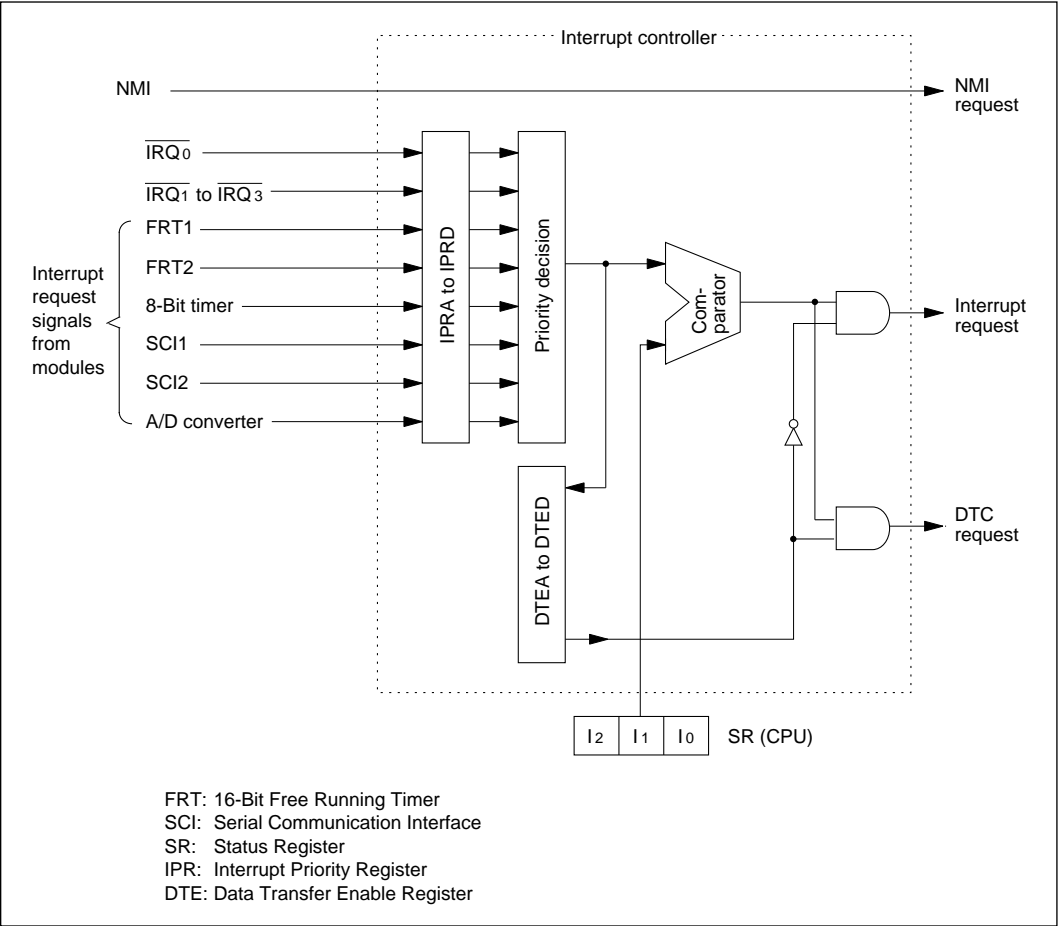 Interrupt controller
NMI
NMI
request
IRQ0
IRQ1 to IRQ3
FRT1
FRT2
8-Bit timer
SCI1
SCI2
A/D converter
Interrupt
request
signals
from
modules
IPRA to IPRD
Priority decision
Com-
parator
Interrupt
request
DTEA to DTED
DTC
request
I2 I1 I0 SR (CPU)
FRT: 16-Bit Free Running Timer
SCI: Serial Communication Interface
SR: Status Register
IPR: Interrupt Priority Register
DTE: Data Transfer Enable Register